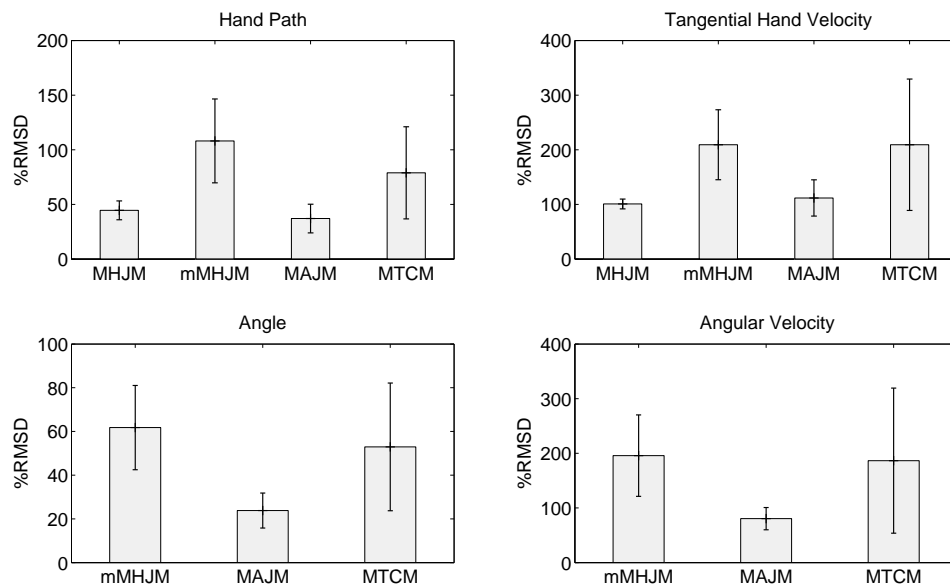 Hand Path
200
150
100
50
0
%RMSD
MHJM mMHJM MAJM MTCM
Tangential Hand Velocity
400
300
200
100
0
%RMSD
MHJM mMHJM MAJM MTCM
Angle
100
80
60
40
20
0
%RMSD
mMHJM MAJM MTCM
Angular Velocity
400
300
200
100
0
%RMSD
mMHJM MAJM MTCM